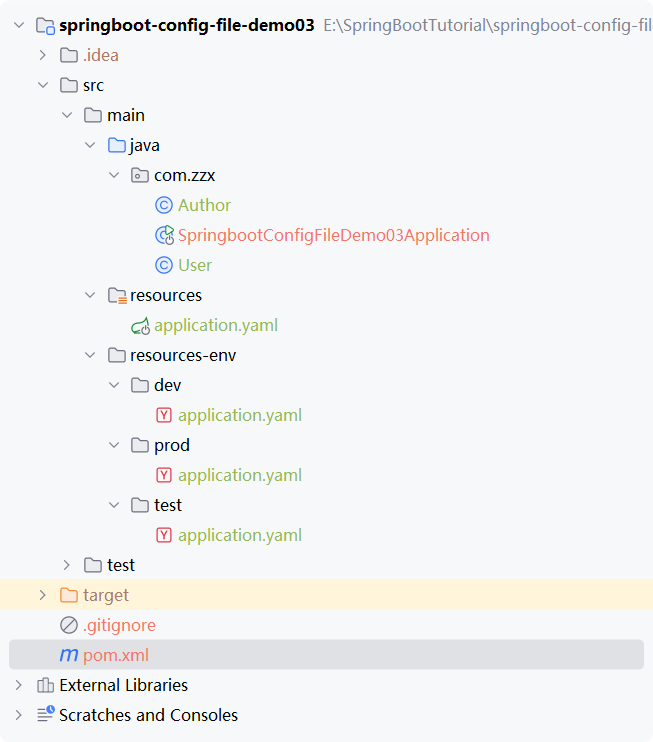 springboot-config-file-demo03 E:\SpringBootTutorial\springboot-config-fil
.idea
src
main
java
com.zzx
Author
SpringbootConfigFileDemo03Application
User
resources
application.yaml
resources-env
dev
application.yaml
prod
application.yaml
test
application.yaml
test
target
.gitignore
pom.xml
External Libraries
Scratches and Consoles